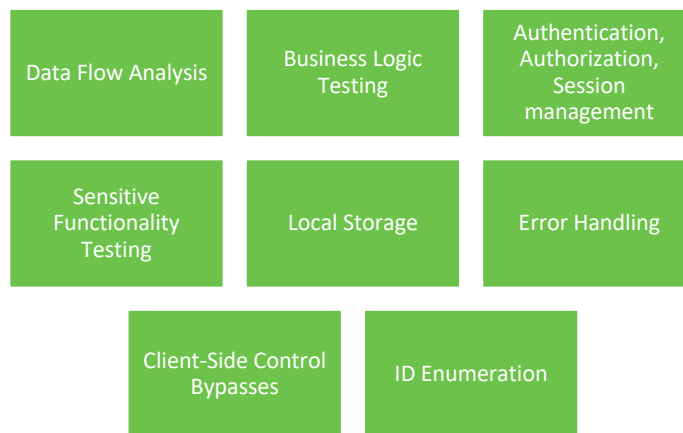 Data Flow Analysis
Business Logic
Testing
Authentication,
Authorization,
Session
management
Sensitive
Functionality
Testing
Local Storage
Error Handling
Client-Side Control
Bypasses
ID Enumeration